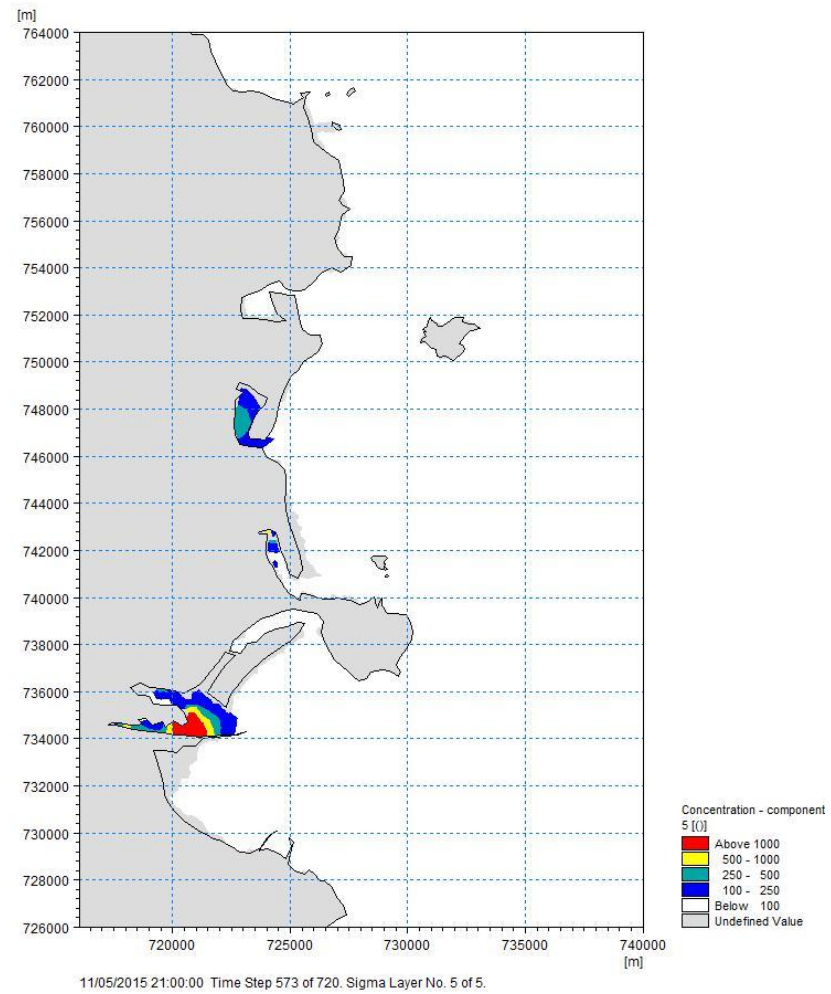 [m]
764000
762000
760000
758000
756000
754000
752000
750000
748000
746000
744000
742000
740000
738000
736000
734000
732000
730000
728000
726000
720000 725000 730000 735000 740000
[m]
Concentration - component
5 [()]
Above 1000
500 - 1000
250 - 500
100 - 250
Below 100
Undefined Value
11/05/2015 21:00:00 Time Step 573 of 720. Sigma Layer No. 5 of 5.